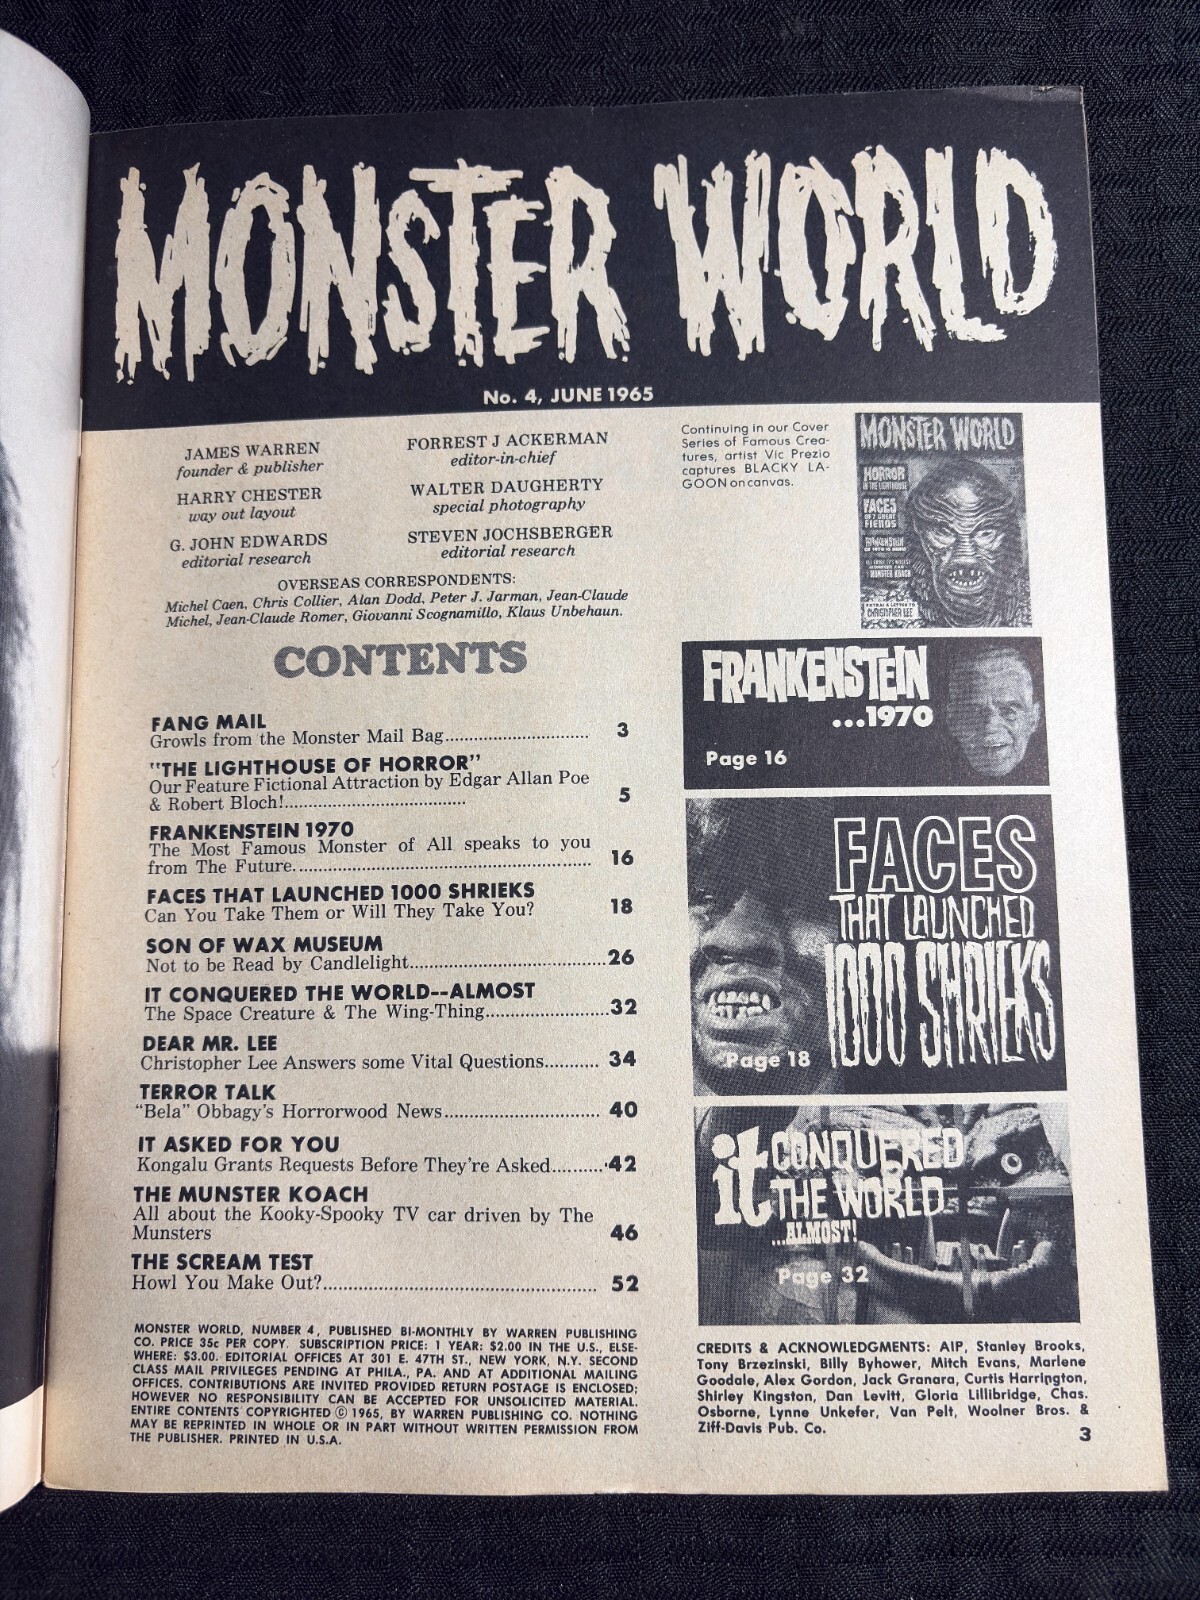 MONSTER WORLD
No. 4, JUNE 1965
JAMES WARREN
founder & publisher
HARRY CHESTER
way out layout
G. JOHN EDWARDS
editorial research
FORREST J ACKERMAN
editor-in-chief
WALTER DAUGHERTY
special photography
STEVEN JOCHSBERGER
editorial research
OVERSEAS CORRESPONDENTS:
Michel Caen, Chris Collier, Alan Dodd, Peter J. Jarman, Jean-Claude
Michel, Jean-Claude Romer, Giovanni Scognamillo, Klaus Unbehaun.
Continuing in our Cover
Series of Famous Crea-
tures, artist Vic Prezio
captures BLACKY LA-
GOON on canvas.
MONSTER WORLD
HORROR
IN THE LIGHTHOUSE
FACES
OF 7 GREAT
FIENDS
FRANKENSTEIN
MUNSTER KOACH
EXTRA! A LETTER TO
CHRISTOPHER LEE
CONTENTS
FANG MAIL
Growls from the Monster Mail Bag.............................. 3
"THE LIGHTHOUSE OF HORROR"
Our Feature Fictional Attraction by Edgar Allan Poe
& Robert Bloch!...................................... 5
FRANKENSTEIN 1970
The Most Famous Monster of All speaks to you
from The Future............................................................ 16
FACES THAT LAUNCHED 1000 SHRIEKS
Can You Take Them or Will They Take You? 18
SON OF WAX MUSEUM
Not to be Read by Candlelight........................................26
IT CONQUERED THE WORLD--ALMOST
The Space Creature & The Wing-Thing.........................32
DEAR MR. LEE
Christopher Lee Answers some Vital Questions........... 34
TERROR TALK
"Bela" Obbagy's Horrorwood News................................ 40
IT ASKED FOR YOU
Kongalu Grants Requests Before They're Asked..........42
THE MUNSTER KOACH
All about the Kooky-Spooky TV car driven by The
Munsters 46
THE SCREAM TEST
Howl You Make Out?........................................................ 52
FRANKENSTEIN
...1970
Page 16
FACES
THAT LAUNCHED
1000 SHRIEKS
Page 18
it CONQUERED
THE WORLD
...ALMOST!
Page 32
MONSTER WORLD, NUMBER 4, PUBLISHED BI-MONTHLY BY WARREN PUBLISHING
CO. PRICE 35c PER COPY. SUBSCRIPTION PRICE: 1 YEAR: $2.00 IN THE U.S., ELSE-
WHERE: $3.00. EDITORIAL OFFICES AT 301 E. 47TH ST., NEW YORK, N.Y. SECOND
CLASS MAIL PRIVILEGES PENDING AT PHILA., PA. AND AT ADDITIONAL MAILING
OFFICES. CONTRIBUTIONS ARE INVITED PROVIDED RETURN POSTAGE IS ENCLOSED;
HOWEVER NO RESPONSIBILITY CAN BE ACCEPTED FOR UNSOLICITED MATERIAL.
ENTIRE CONTENTS COPYRIGHTED © 1965, BY WARREN PUBLISHING CO. NOTHING
MAY BE REPRINTED IN WHOLE OR IN PART WITHOUT WRITTEN PERMISSION FROM
THE PUBLISHER. PRINTED IN U.S.A.
CREDITS & ACKNOWLEDGMENTS: AIP, Stanley Brooks,
Tony Brzezinski, Billy Byhower, Mitch Evans, Marlene
Goodale, Alex Gordon, Jack Granara, Curtis Harrington,
Shirley Kingston, Dan Levitt, Gloria Lillibridge, Chas.
Osborne, Lynne Unkefer, Van Pelt, Woolner Bros. &
Ziff-Davis Pub. Co.
3